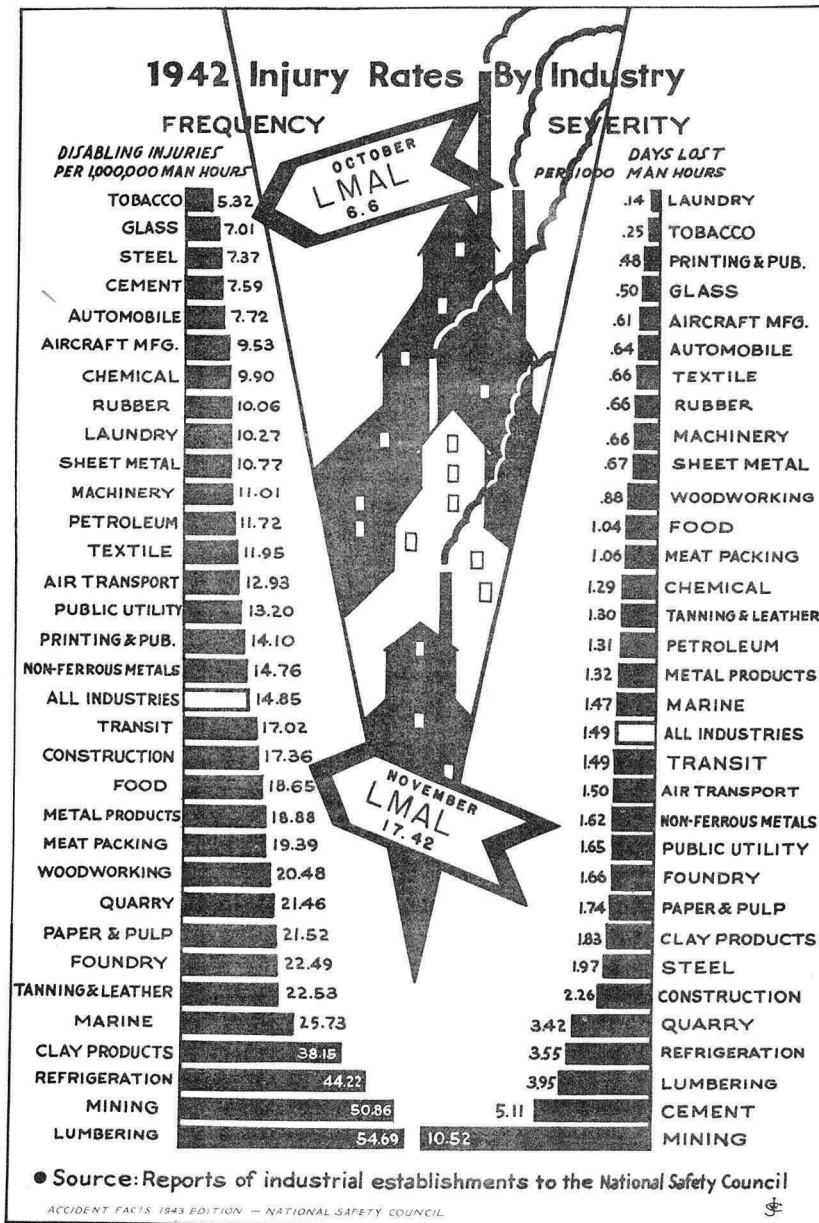 1942 Injury Rates By Industry
FREQUENCY
DISABLING INJURIES
PER 1,000,000 MAN HOURS
TOBACCO 5.32
GLASS 7.01
STEEL 7.37
CEMENT 7.59
AUTOMOBILE 7.72
AIRCRAFT MFG. 9.53
CHEMICAL 9.90
RUBBER 10.06
LAUNDRY 10.27
SHEET METAL 10.77
MACHINERY 11.01
PETROLEUM 11.72
TEXTILE 11.95
AIR TRANSPORT 12.93
PUBLIC UTILITY 13.20
PRINTING & PUB. 14.10
NON-FERROUS METALS 14.76
ALL INDUSTRIES 14.85
TRANSIT 17.02
CONSTRUCTION 17.36
FOOD 18.65
METAL PRODUCTS 18.88
MEAT PACKING 19.39
WOODWORKING 20.48
QUARRY 21.46
PAPER & PULP 21.52
FOUNDRY 22.49
TANNING & LEATHER 22.53
MARINE 25.73
CLAY PRODUCTS 38.15
REFRIGERATION 44.22
MINING 50.86
LUMBERING 54.69
OCTOBER
LMAL
6.6
NOVEMBER
LMAL
17.42
SEVERITY
DAYS LOST
PER 1000 MAN HOURS
.14 LAUNDRY
.25 TOBACCO
.48 PRINTING & PUB.
.50 GLASS
.61 AIRCRAFT MFG.
.64 AUTOMOBILE
.66 TEXTILE
.66 RUBBER
.66 MACHINERY
.67 SHEET METAL
.88 WOODWORKING
1.04 FOOD
1.06 MEAT PACKING
1.29 CHEMICAL
1.30 TANNING & LEATHER
1.31 PETROLEUM
1.32 METAL PRODUCTS
1.47 MARINE
1.49 ALL INDUSTRIES
1.49 TRANSIT
1.50 AIR TRANSPORT
1.62 NON-FERROUS METALS
1.65 PUBLIC UTILITY
1.66 FOUNDRY
1.74 PAPER & PULP
1.83 CLAY PRODUCTS
1.97 STEEL
2.26 CONSTRUCTION
3.42 QUARRY
3.55 REFRIGERATION
3.95 LUMBERING
5.11 CEMENT
10.52 MINING
● Source: Reports of industrial establishments to the National Safety Council
ACCIDENT FACTS 1943 EDITION — NATIONAL SAFETY COUNCIL